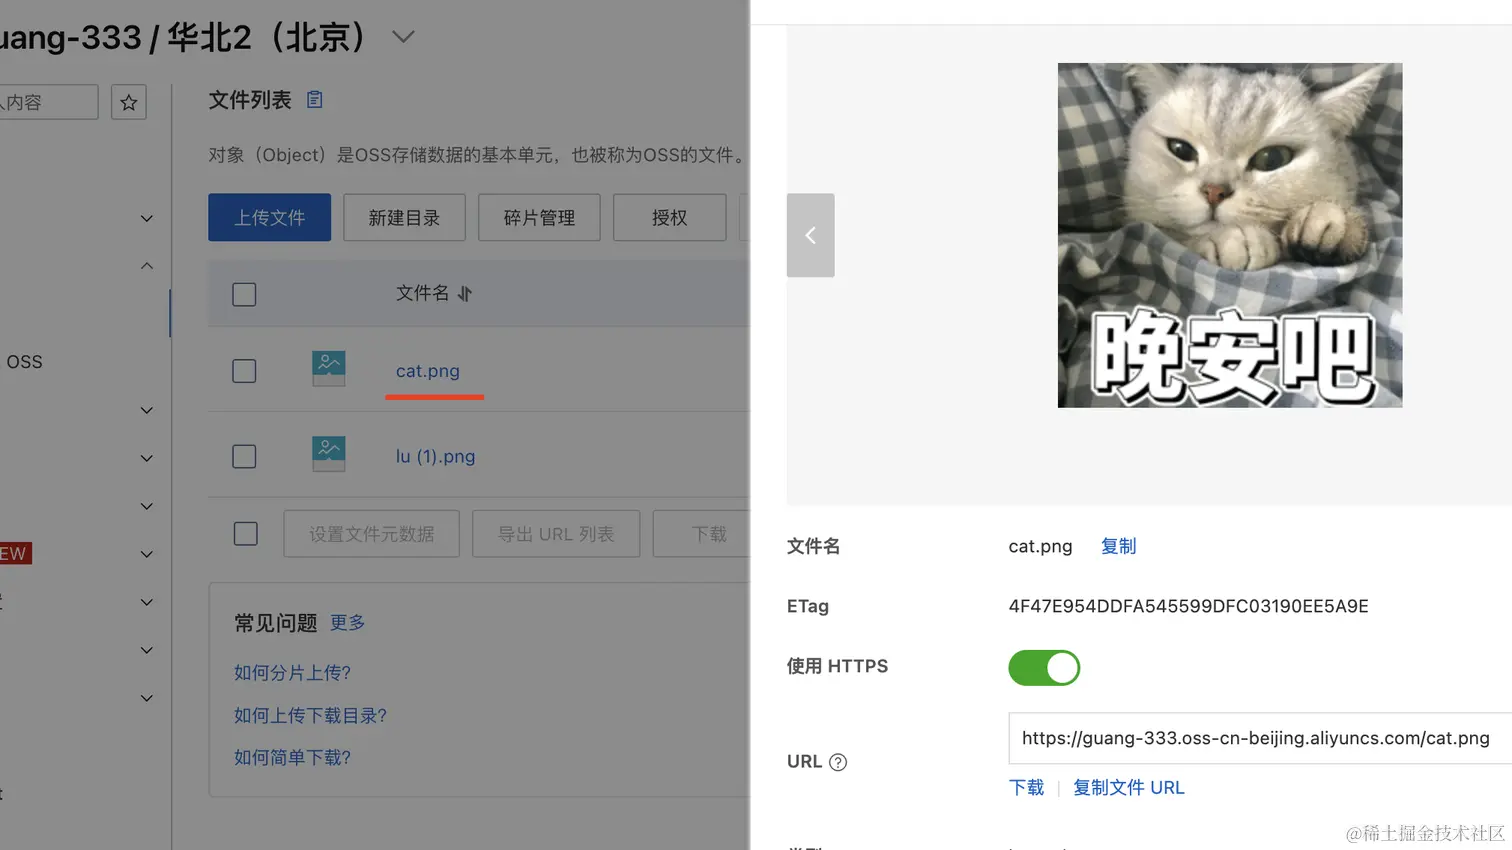 uang-333 / 华北2（北京）
人内容
OSS
EW
文件列表
对象（Object）是OSS存储数据的基本单元，也被称为OSS的文件。
上传文件
新建目录
碎片管理
授权
文件名
cat.png
lu (1).png
设置文件元数据
导出 URL 列表
下载
常见问题 更多
如何分片上传?
如何上传下载目录?
如何简单下载?
晚安吧
文件名 cat.png 复制
ETag 4F47E954DDFA545599DFC03190EE5A9E
使用 HTTPS
URL https://guang-333.oss-cn-beijing.aliyuncs.com/cat.png
下载 复制文件 URL
@稀土掘金技术社区